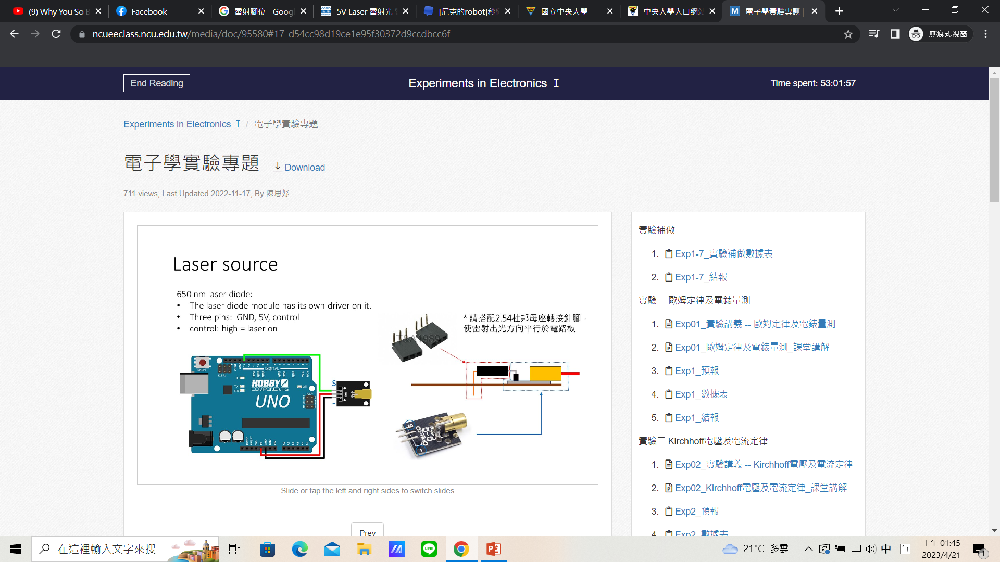 (9) Why You So B
Facebook
雷射腳位 - Goog
5V Laser 雷射光
[尼克的robot]秒
國立中央大學
中央大學入口網站
電子學實驗專題 |
ncueeclass.ncu.edu.tw/media/doc/95580#17_d54cc98d19ce1e95f30372d9ccdbcc6f
無痕式視窗
End Reading
Experiments in Electronics Ⅰ
Time spent: 53:01:57
Experiments in Electronics Ⅰ / 電子學實驗專題
電子學實驗專題
Download
711 views, Last Updated 2022-11-17, By 陳思妤
Laser source
650 nm laser diode:
• The laser diode module has its own driver on it.
• Three pins: GND, 5V, control
• control: high = laser on
* 請搭配2.54杜邦母座轉接針腳，
使雷射出光方向平行於電路板
T&A1989
RESET
ICSP2
DIGITAL
L
TX
RX
ON
HOBBY
COMPONENTS
UNO
ICSP1
S
-
S
-
Slide or tap the left and right sides to switch slides
Prev
實驗補做
1. Exp1-7_實驗補做數據表
2. Exp1-7_結報
實驗一 歐姆定律及電錶量測
1. Exp01_實驗講義 -- 歐姆定律及電錶量測
2. Exp01_歐姆定律及電錶量測_課堂講解
3. Exp1_預報
4. Exp1_數據表
5. Exp1_結報
實驗二 Kirchhoff電壓及電流定律
1. Exp02_實驗講義 -- Kirchhoff電壓及電流定律
2. Exp02_Kirchhoff電壓及電流定律_課堂講解
3. Exp2_預報
4. Exp2_數據表
在這裡輸入文字來搜
LINE
21°C 多雲
中
ㄅ
上午 01:45
2023/4/21
1